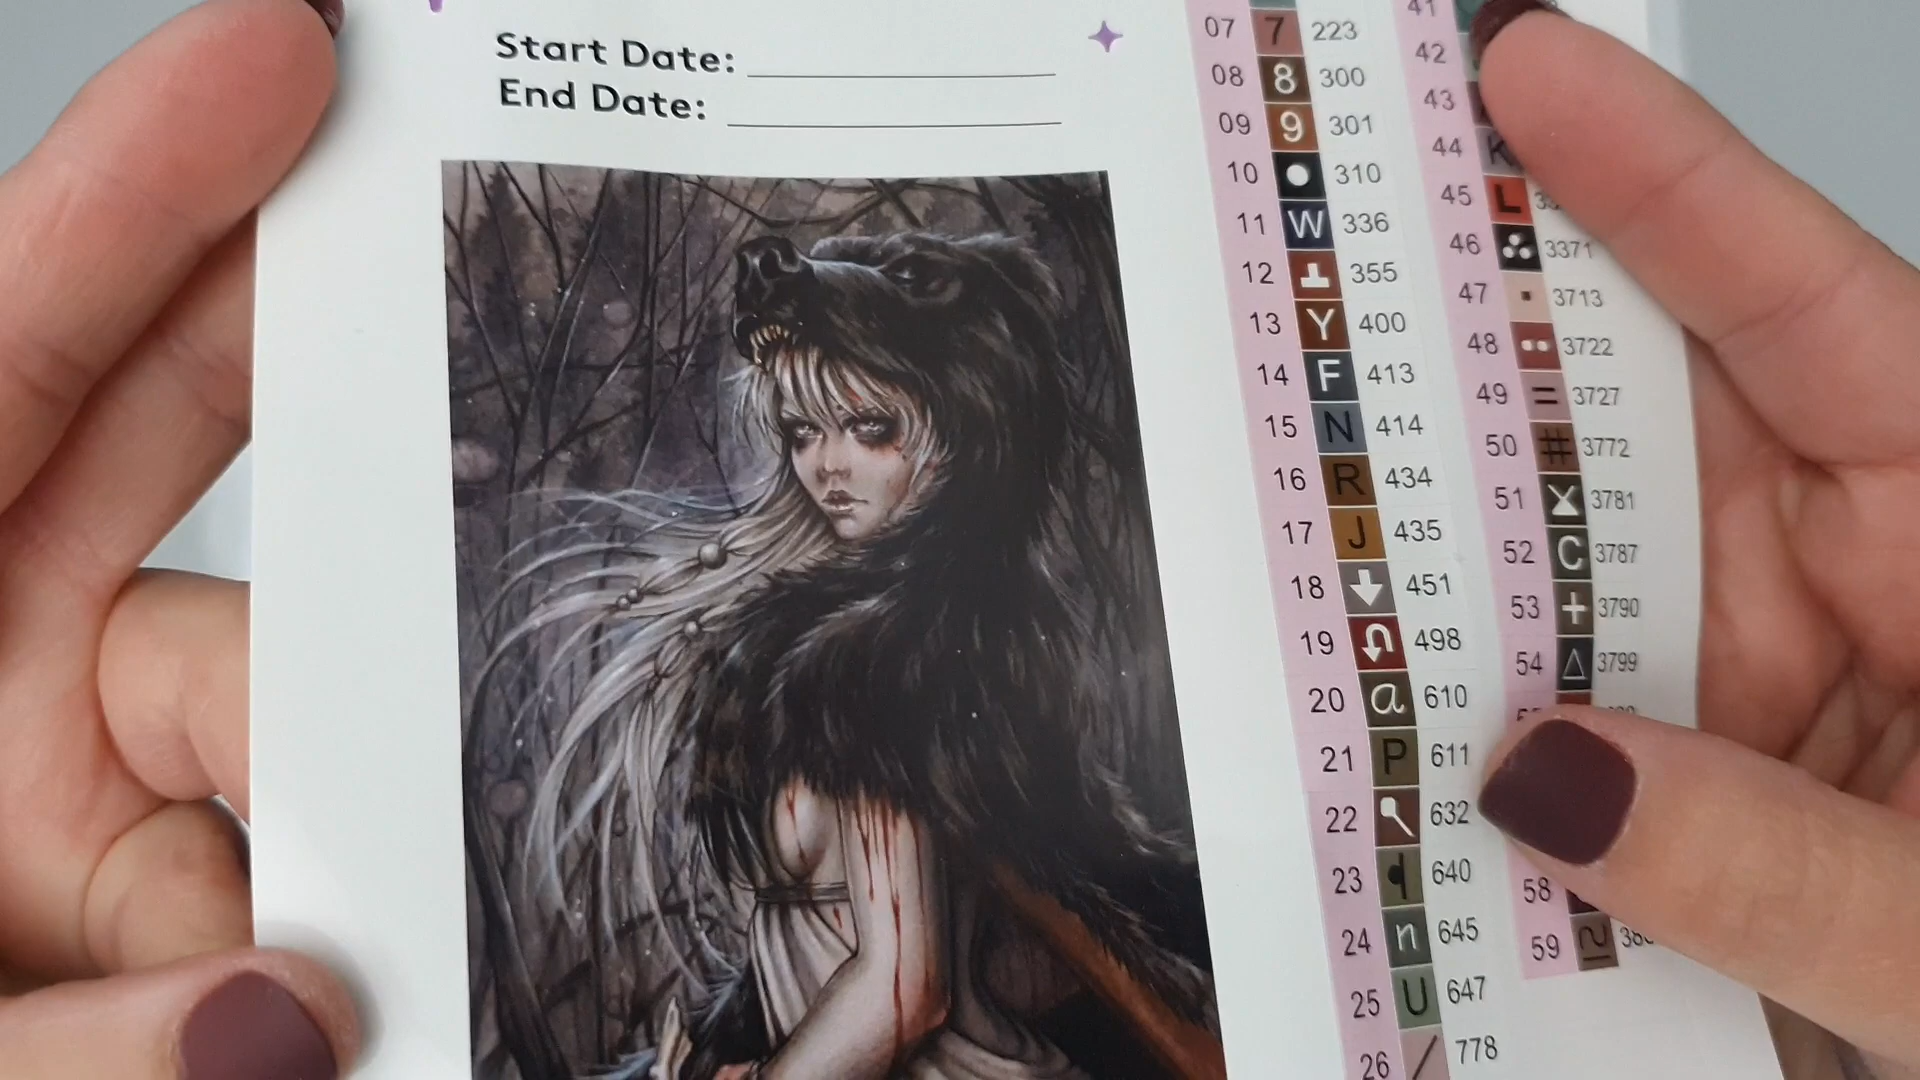 Start Date:
End Date:
07 7 223
08 8 300
09 9 301
10 310
11 W 336
12 355
13 Y 400
14 F 413
15 N 414
16 R 434
17 J 435
18 451
19 498
20 a 610
21 P 611
22 632
23 640
24 n 645
25 U 647
26 / 778
41
42
43
44 K
45 L
46 3371
47 3713
48 3722
49 = 3727
50 # 3772
51 3781
52 C 3787
53 + 3790
54 △ 3799
58
59